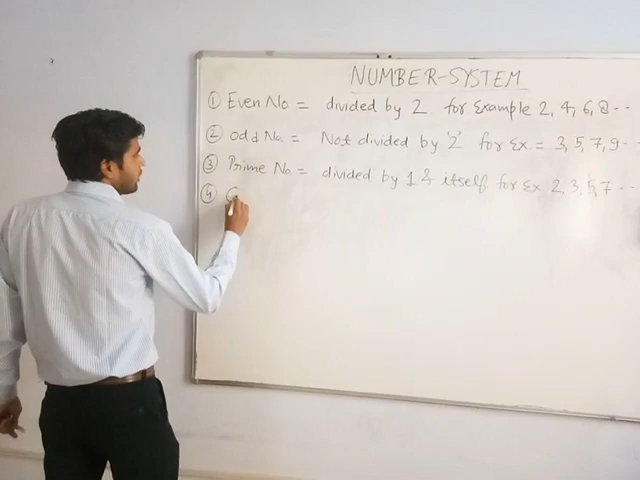 NUMBER-SYSTEM
① Even No = divided by 2 for Example 2, 4, 6, 8 --
② Odd No. = Not divided by '2' for Ex = 3, 5, 7, 9 --
③ Prime No. = divided by 1 & itself for Ex 2, 3, 5, 7 --
④ C